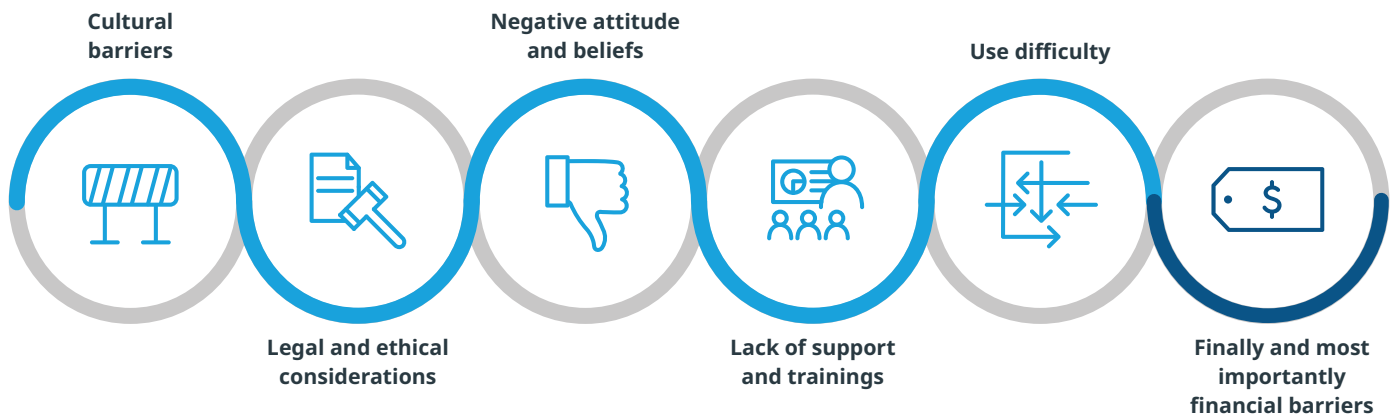 Cultural
barriers
Legal and ethical
considerations
Negative attitude
and beliefs
Lack of support
and trainings
Use difficulty
$
Finally and most
importantly
financial barriers